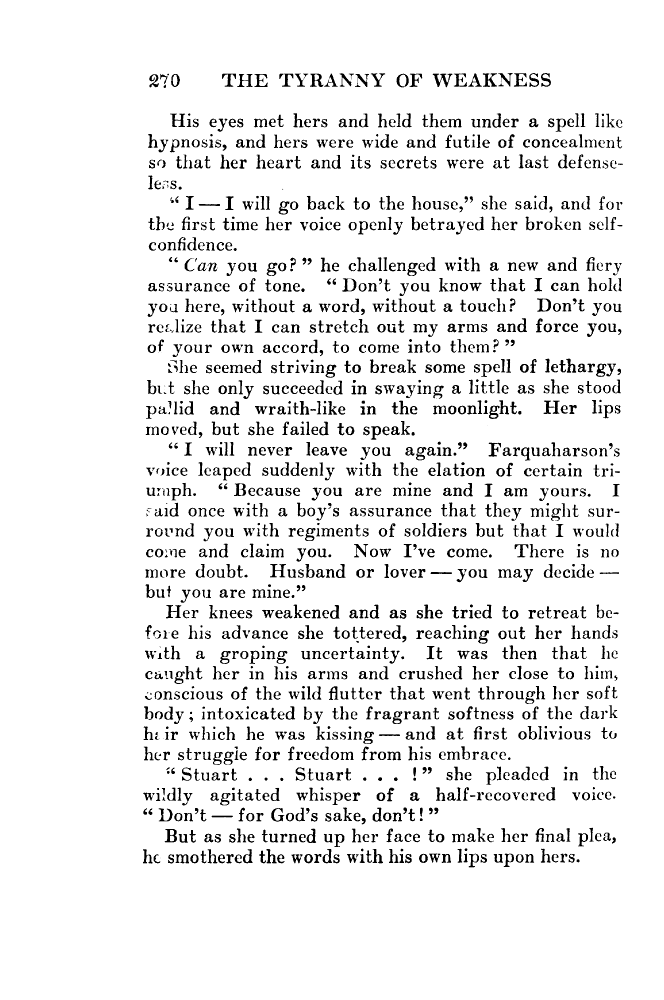 270 THE TYRANNY OF WEAKNESS
His eyes met hers and held them under a spell like
hypnosis, and hers were wide and futile of concealment
so that her heart and its secrets were at last defense-
less.
“ I — I will go back to the house,” she said, and for
the first time her voice openly betrayed her broken self-
confidence.
“ Can you go? ” he challenged with a new and fiery
assurance of tone. “ Don't you know that I can hold
you here, without a word, without a touch? Don't you
realize that I can stretch out my arms and force you,
of your own accord, to come into them? ”
She seemed striving to break some spell of lethargy,
but she only succeeded in swaying a little as she stood
pallid and wraith-like in the moonlight. Her lips
moved, but she failed to speak.
“ I will never leave you again.” Farquaharson's
voice leaped suddenly with the elation of certain tri-
umph. “ Because you are mine and I am yours. I
said once with a boy's assurance that they might sur-
round you with regiments of soldiers but that I would
come and claim you. Now I've come. There is no
more doubt. Husband or lover — you may decide —
but you are mine.”
Her knees weakened and as she tried to retreat be-
fore his advance she tottered, reaching out her hands
with a groping uncertainty. It was then that he
caught her in his arms and crushed her close to him,
conscious of the wild flutter that went through her soft
body; intoxicated by the fragrant softness of the dark
hair which he was kissing — and at first oblivious to
her struggle for freedom from his embrace.
“ Stuart . . . Stuart . . . ! ” she pleaded in the
wildly agitated whisper of a half-recovered voice.
“ Don't — for God's sake, don't! ”
But as she turned up her face to make her final plea,
he smothered the words with his own lips upon hers.